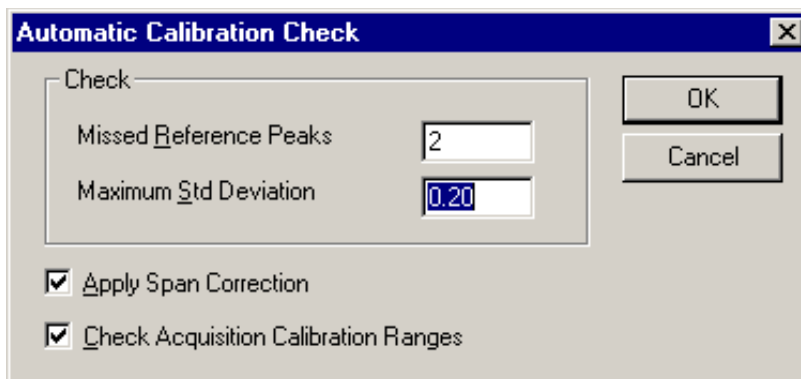 Automatic Calibration Check
Check
Missed Reference Peaks 2
Maximum Std Deviation 0.20
OK
Cancel
Apply Span Correction
Check Acquisition Calibration Ranges